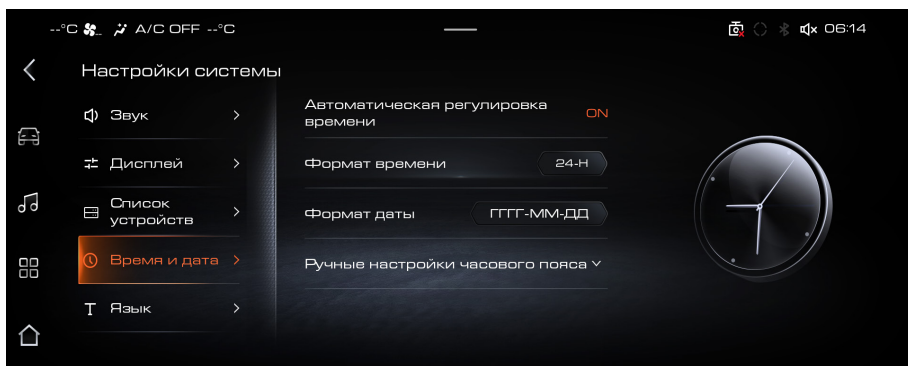 --°C A/C OFF --°C
06:14
Настройки системы
Звук
Дисплей
Список
устройств
Время и дата
Язык
Автоматическая регулировка
времени
ON
Формат времени
24-H
Формат даты
ГГГГ-ММ-ДД
Ручные настройки часового пояса